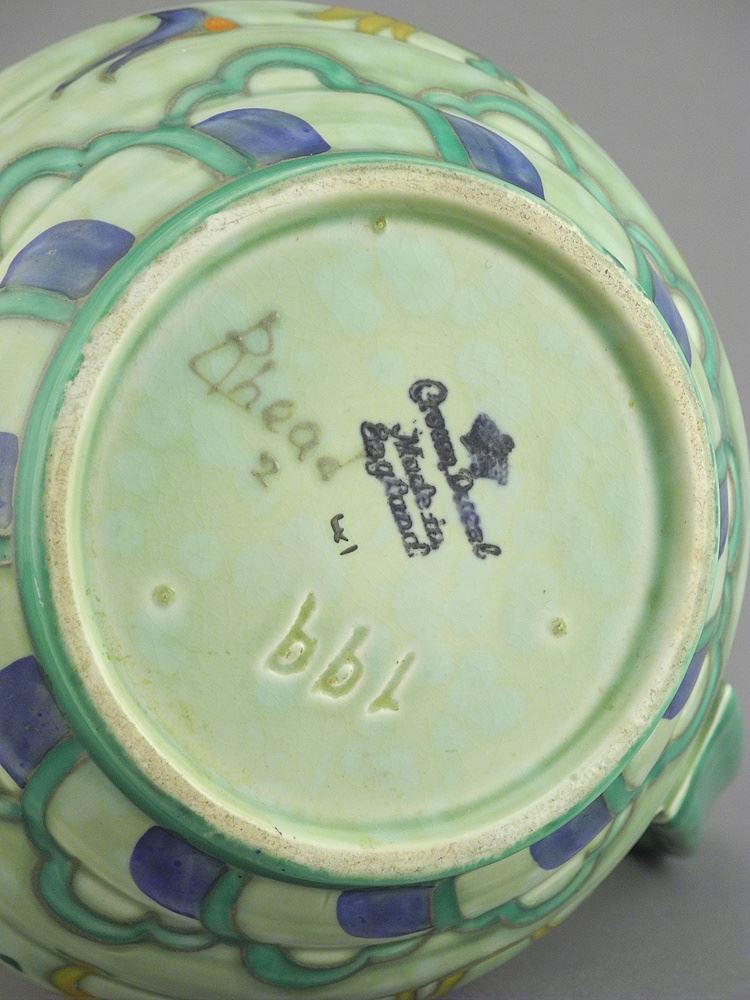 Rhead
2
Crown Ducal
Made in
England
199